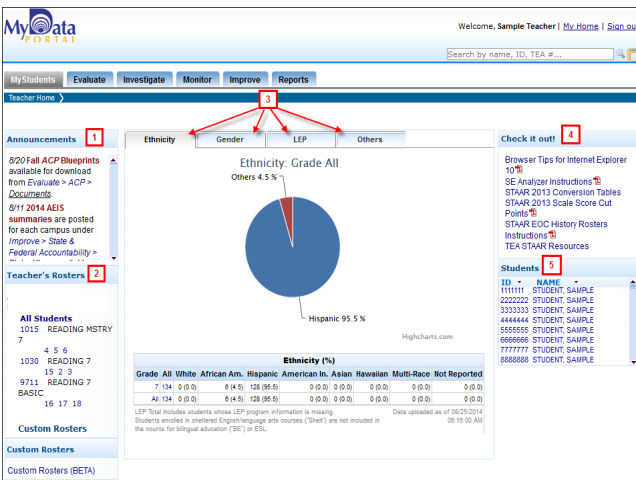 MyData
PORTAL
Welcome, Sample Teacher | My Home | Sign ou
Search by name, ID, TEA #...
MyStudents Evaluate Investigate Monitor Improve Reports
Teacher Home
3
Announcements 1
8/20 Fall ACP Blueprints
available for download
from Evaluate > ACP >
Documents.
8/11 2014 AEIS
summaries are posted
for each campus under
Improve > State &
Federal Accountability >
Teacher's Rosters 2
All Students
1015 READING MSTRY
7
4 5 6
1030 READING 7
15 2 3
9711 READING 7
BASIC
16 17 18
Custom Rosters
Custom Rosters
Custom Rosters (BETA)
Ethnicity Gender LEP Others
Ethnicity: Grade All
Others 4.5 %
Hispanic 95.5 %
Highcharts.com
Ethnicity (%)
Grade All White African Am. Hispanic American In. Asian Hawaiian Multi-Race Not Reported
7 134 0 (0.0) 6 (4.5) 128 (95.5) 0 (0.0) 0 (0.0) 0 (0.0) 0 (0.0) 0 (0.0)
All 134 0 (0.0) 6 (4.5) 128 (95.5) 0 (0.0) 0 (0.0) 0 (0.0) 0 (0.0) 0 (0.0)
LEP Total includes students whose LEP program information is missing.
Students enrolled in sheltered English/language arts courses ("Shelt") are not included in
the counts for bilingual education ("BE") or ESL.
Data uploaded as of 08/25/2014
06:16:00 AM
Check it out! 4
Browser Tips for Internet Explorer
10
SE Analyzer Instructions
STAAR 2013 Conversion Tables
STAAR 2013 Scale Score Cut
Points
STAAR EOC History Rosters
Instructions
TEA STAAR Resources
Students 5
ID NAME
1111111 STUDENT, SAMPLE
2222222 STUDENT, SAMPLE
3333333 STUDENT, SAMPLE
4444444 STUDENT, SAMPLE
5555555 STUDENT, SAMPLE
6666666 STUDENT, SAMPLE
7777777 STUDENT, SAMPLE
8888888 STUDENT, SAMPLE